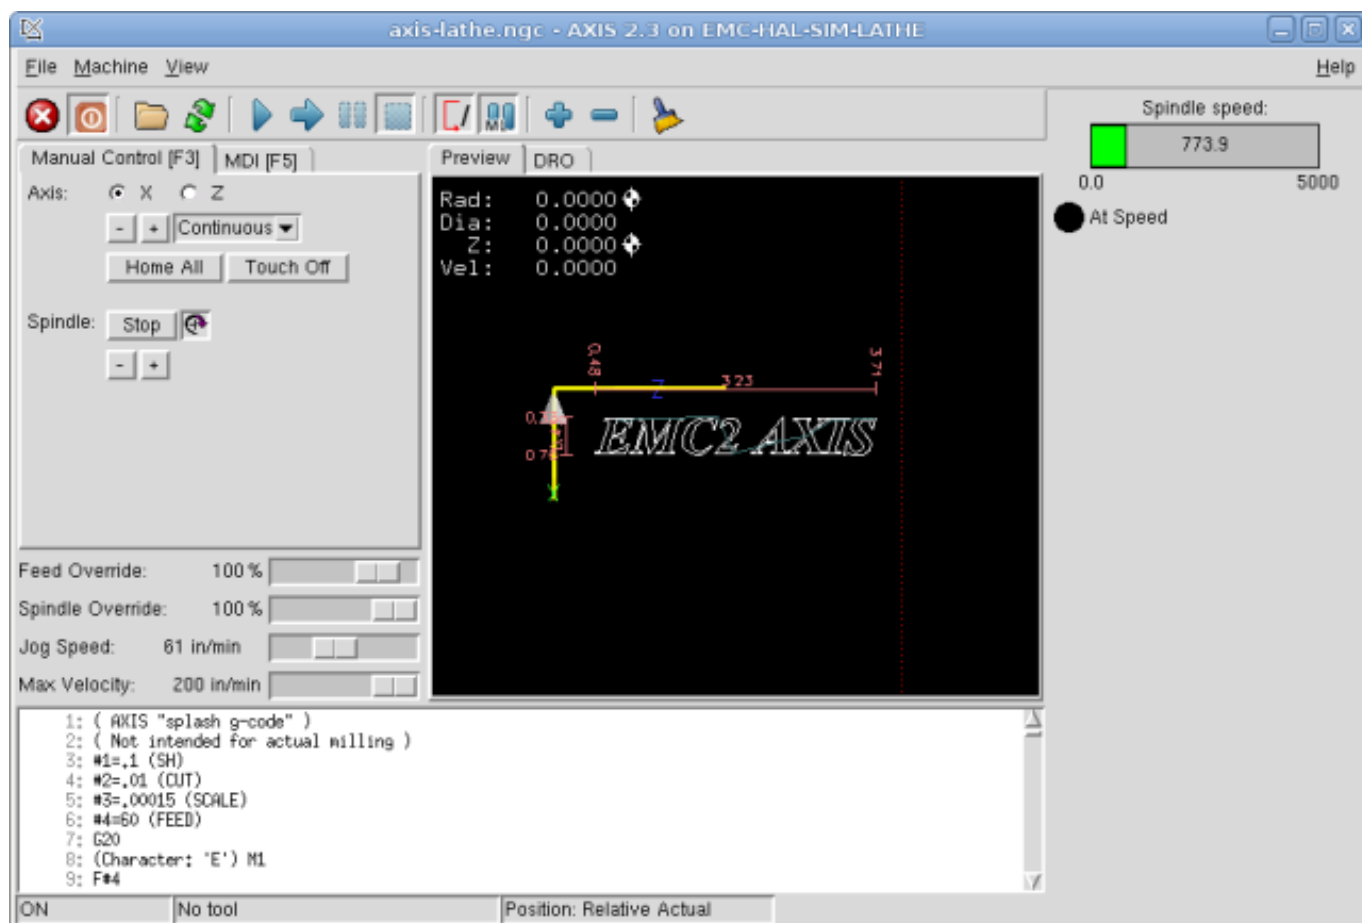 axis-lathe.ngc - AXIS 2.3 on EMC-HAL-SIM-LATHE
File Machine View Help
Manual Control [F3] MDI [F5]
Axis: X Z
- + Continuous
Home All Touch Off
Spindle: Stop
- +
Feed Override: 100 %
Spindle Override: 100 %
Jog Speed: 61 in/min
Max Velocity: 200 in/min
Preview DRO
Rad: 0.0000
Dia: 0.0000
Z: 0.0000
Vel: 0.0000
0.48 3.23 3.71
Z
0.76
EMC2 AXIS
X
Spindle speed:
773.9
0.0 5000
At Speed
1: ( AXIS "splash g-code" )
2: ( Not intended for actual milling )
3: #1=.1 (SH)
4: #2=.01 (CUT)
5: #3=.00015 (SCALE)
6: #4=60 (FEED)
7: G20
8: (Character: 'E') M1
9: F#4
ON No tool Position: Relative Actual